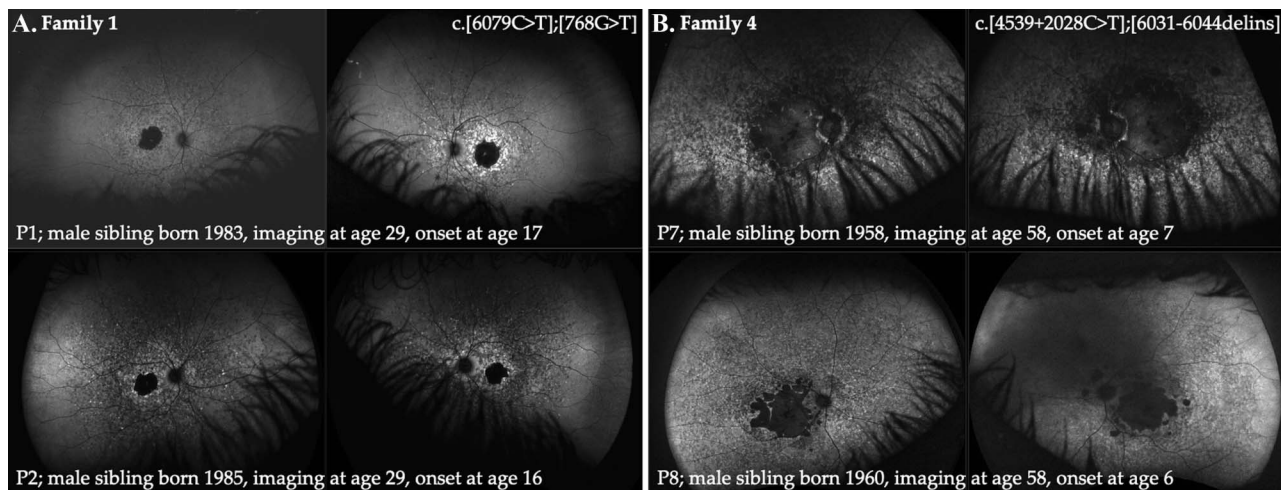 A. Family 1
c.[6079C>T];[768G>T]
P1; male sibling born 1983, imaging at age 29, onset at age 17
P2; male sibling born 1985, imaging at age 29, onset at age 16
B. Family 4
c.[4539+2028C>T];[6031-6044delins]
P7; male sibling born 1958, imaging at age 58, onset at age 7
P8; male sibling born 1960, imaging at age 58, onset at age 6